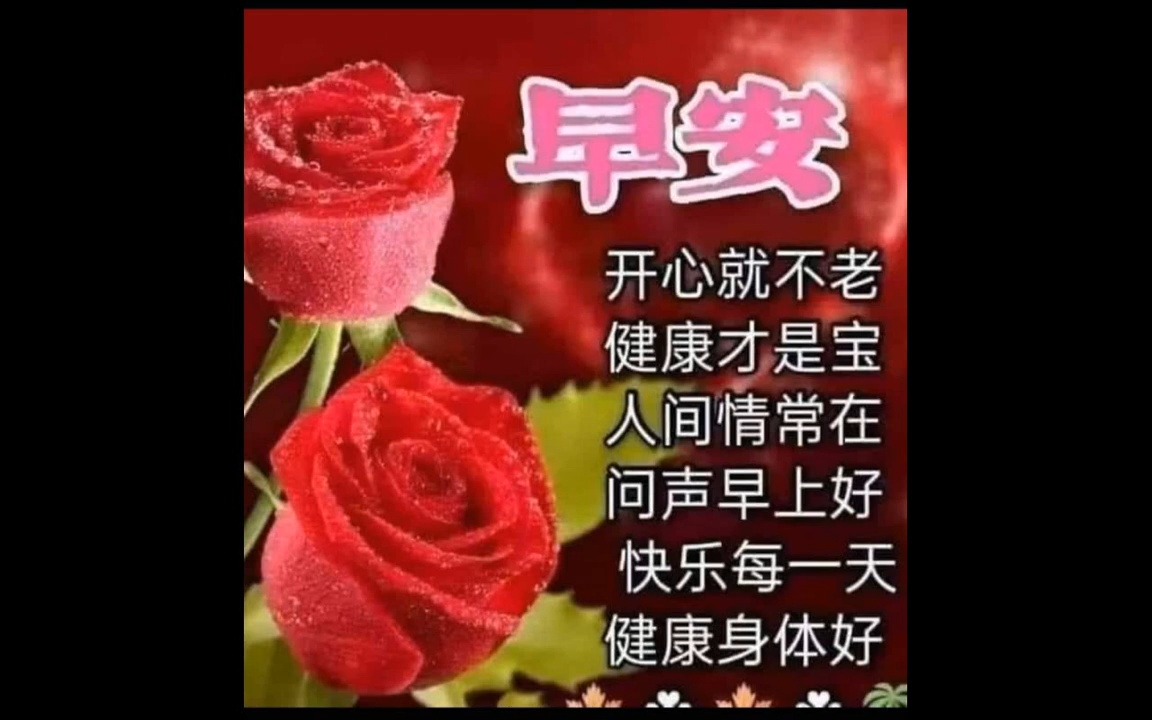 早安
开心就不老
健康才是宝
人间情常在
问声早上好
快乐每一天
健康身体好